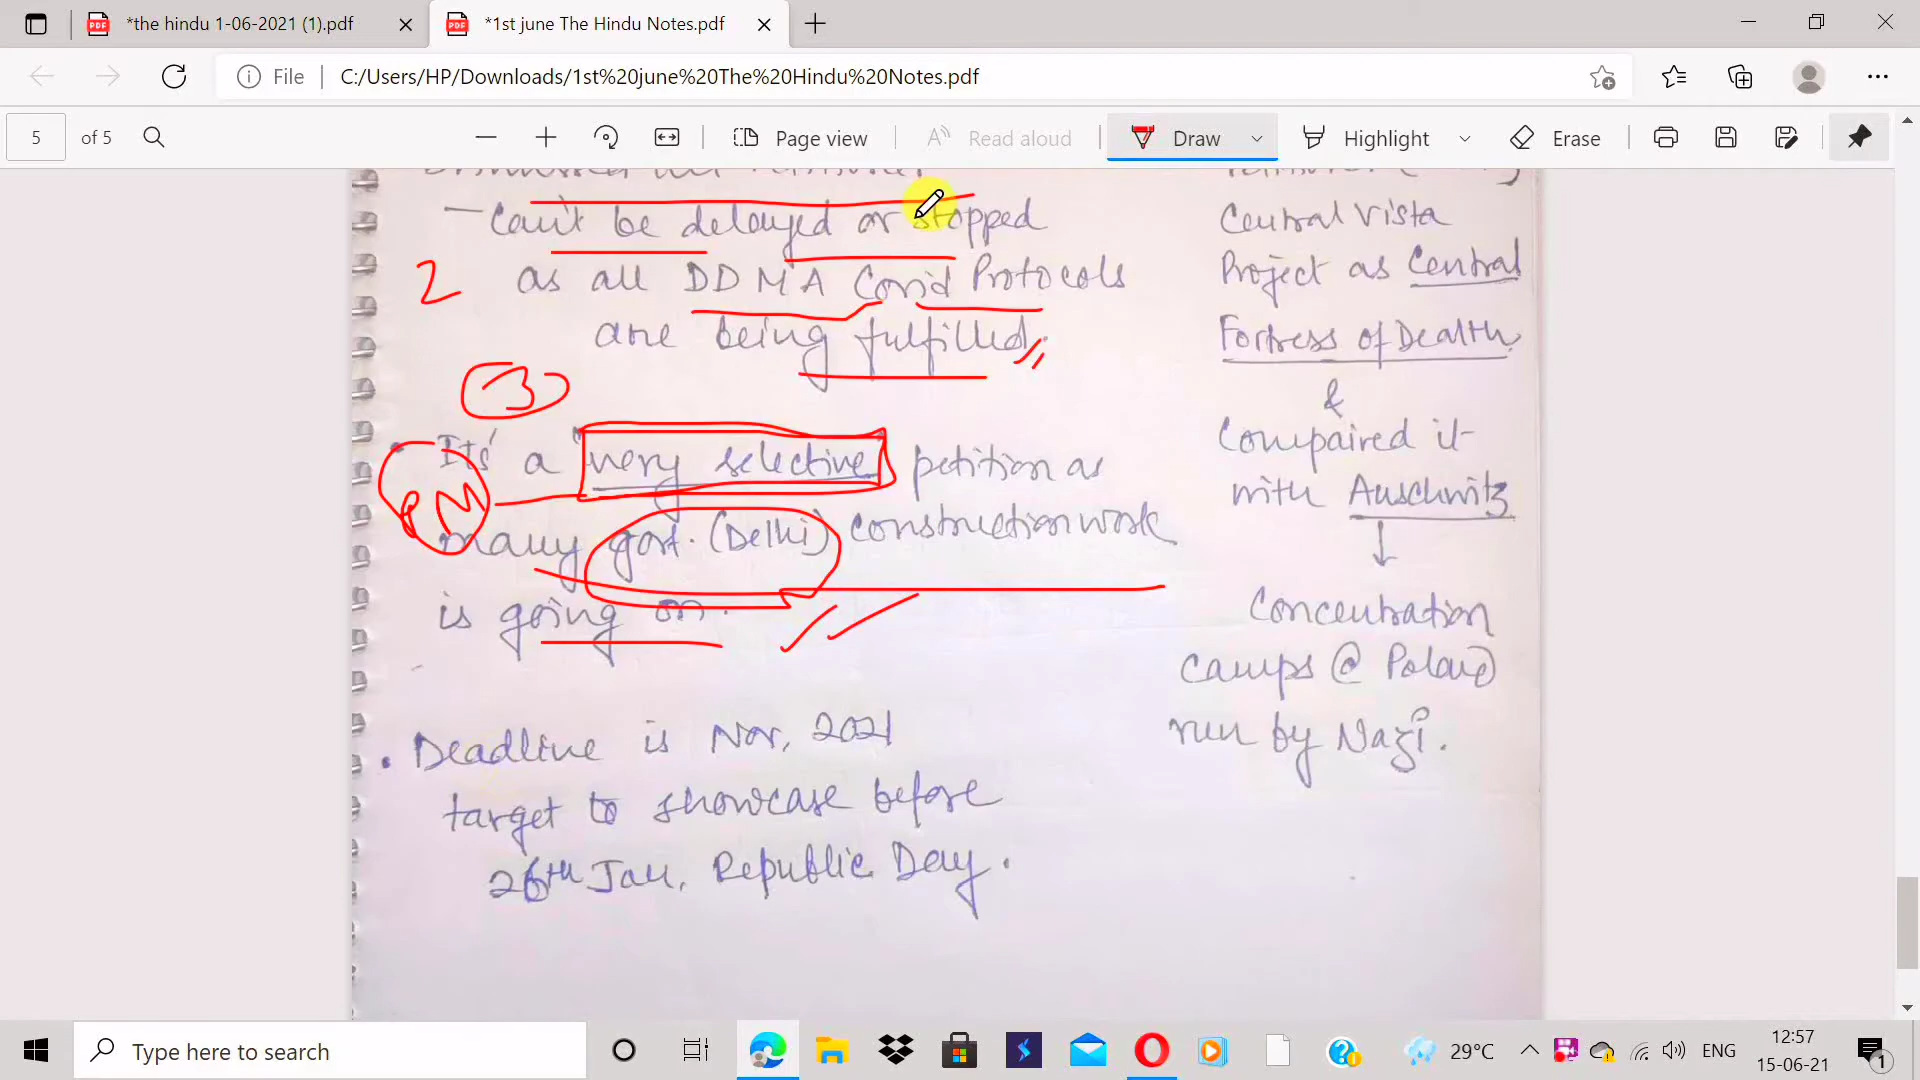 *the hindu 1-06-2021 (1).pdf
*1st june The Hindu Notes.pdf
File
C:/Users/HP/Downloads/1st%20june%20The%20Hindu%20Notes.pdf
5 of 5
Page view
Read aloud
Draw
Highlight
Erase
- Can't be delayed or stopped
2 as all DDMA Covid Protocols
are being fulfilled.
3
• Its' a very selective petition as
PM
many govt. (Delhi) construction work
is going on.
• Deadline is Nov, 2021
target to showcase before
26th Jan, Republic Day.
Central Vista
Project as Central
Fortress of Dealth
&
Compaired it
with Auschwitz
↓
Concentration
Camps @ Poland
run by Nazi.
Type here to search
29°C
ENG
12:57
15-06-21
1